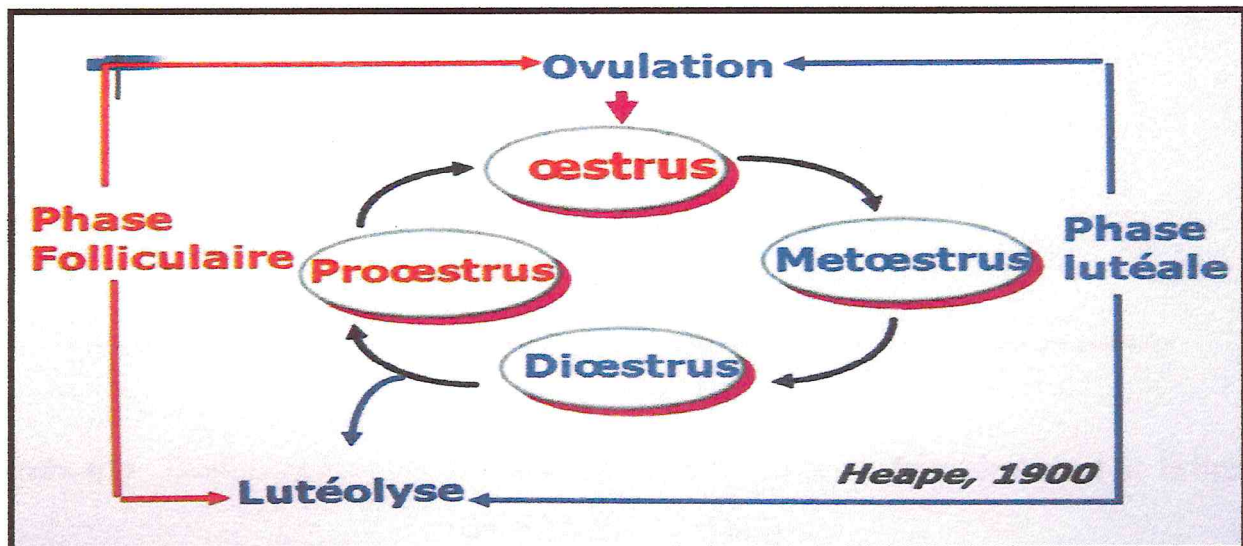 Ovulation
œstrus
Phase
Folliculaire
Proœstrus
Metœstrus
Phase
lutéale
Diœstrus
Heape, 1900
Lutéolyse